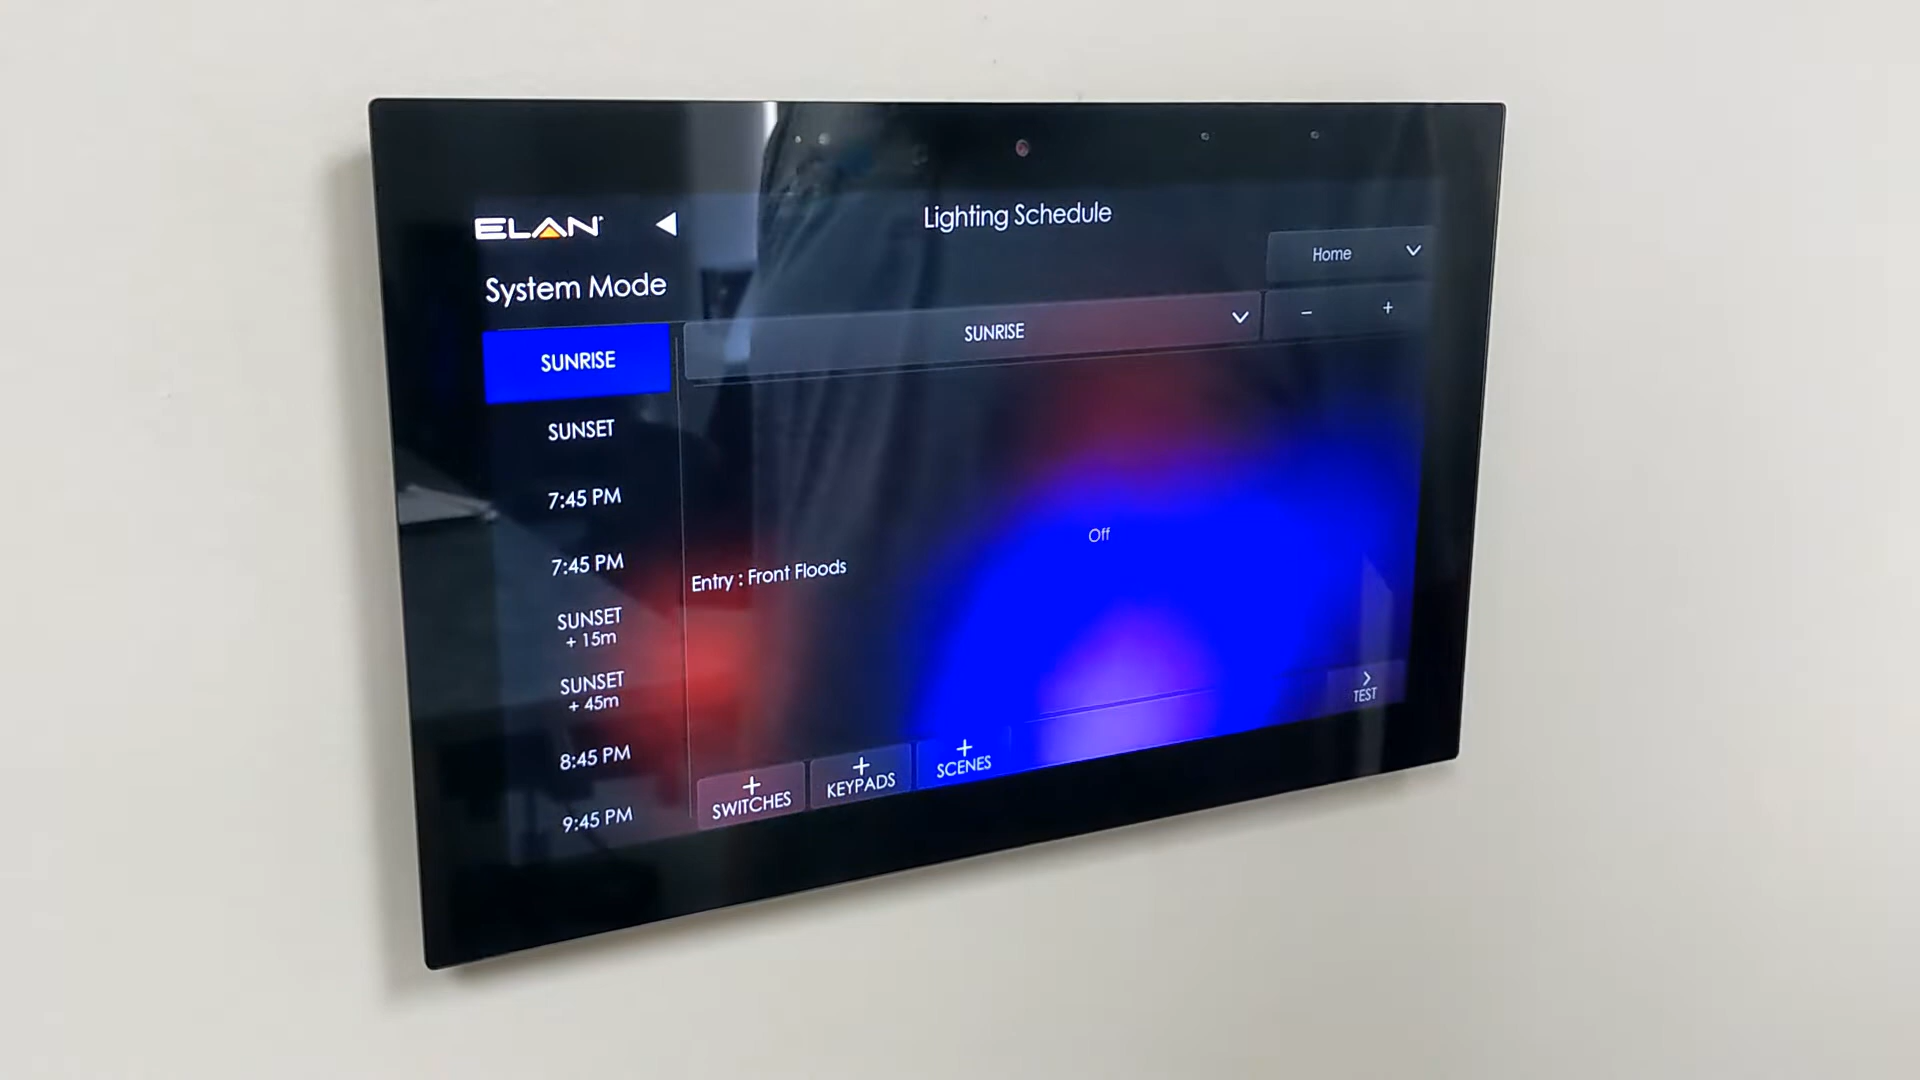 ELAN
Lighting Schedule
Home
System Mode
SUNRISE
- +
SUNRISE
SUNSET
7:45 PM
7:45 PM
SUNSET
+ 15m
SUNSET
+ 45m
8:45 PM
9:45 PM
Off
Entry : Front Floods
TEST
+
SWITCHES
+
KEYPADS
+
SCENES